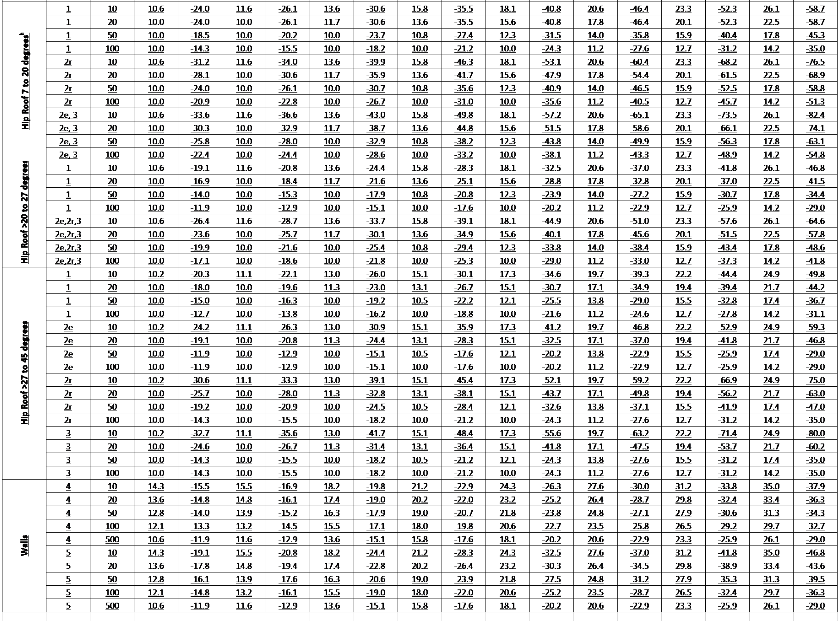 Hip Roof 7 to 20 degrees^b
1 10 10.6 -24.0 11.6 -26.1 13.6 -30.6 15.8 -35.5 18.1 -40.8 20.6 -46.4 23.3 -52.3 26.1 -58.7
1 20 10.0 -24.0 10.0 -26.1 11.7 -30.6 13.6 -35.5 15.6 -40.8 17.8 -46.4 20.1 -52.3 22.5 -58.7
1 50 10.0 -18.5 10.0 -20.2 10.0 -23.7 10.8 -27.4 12.3 -31.5 14.0 -35.8 15.9 -40.4 17.8 -45.3
1 100 10.0 -14.3 10.0 -15.5 10.0 -18.2 10.0 -21.2 10.0 -24.3 11.2 -27.6 12.7 -31.2 14.2 -35.0
2r 10 10.6 -31.2 11.6 -34.0 13.6 -39.9 15.8 -46.3 18.1 -53.1 20.6 -60.4 23.3 -68.2 26.1 -76.5
2r 20 10.0 28.1 10.0 -30.6 11.7 -35.9 13.6 -41.7 15.6 -47.9 17.8 -54.4 20.1 -61.5 22.5 -68.9
2r 50 10.0 -24.0 10.0 -26.1 10.0 -30.7 10.8 -35.6 12.3 -40.9 14.0 -46.5 15.9 -52.5 17.8 -58.8
2r 100 10.0 -20.9 10.0 -22.8 10.0 -26.7 10.0 -31.0 10.0 -35.6 11.2 -40.5 12.7 -45.7 14.2 -51.3
2e, 3 10 10.6 -33.6 11.6 -36.6 13.6 -43.0 15.8 -49.8 18.1 -57.2 20.6 -65.1 23.3 -73.5 26.1 -82.4
2e, 3 20 10.0 30.3 10.0 -32.9 11.7 -38.7 13.6 -44.8 15.6 -51.5 17.8 -58.6 20.1 -66.1 22.5 -74.1
2e, 3 50 10.0 -25.8 10.0 -28.0 10.0 -32.9 10.8 -38.2 12.3 -43.8 14.0 -49.9 15.9 -56.3 17.8 -63.1
2e, 3 100 10.0 -22.4 10.0 -24.4 10.0 -28.6 10.0 -33.2 10.0 -38.1 11.2 -43.3 12.7 -48.9 14.2 -54.8
Hip Roof >20 to 27 degrees
1 10 10.6 -19.1 11.6 -20.8 13.6 -24.4 15.8 -28.3 18.1 -32.5 20.6 -37.0 23.3 -41.8 26.1 -46.8
1 20 10.0 -16.9 10.0 -18.4 11.7 -21.6 13.6 -25.1 15.6 -28.8 17.8 -32.8 20.1 -37.0 22.5 -41.5
1 50 10.0 -14.0 10.0 -15.3 10.0 -17.9 10.8 -20.8 12.3 -23.9 14.0 -27.2 15.9 -30.7 17.8 -34.4
1 100 10.0 -11.9 10.0 -12.9 10.0 -15.1 10.0 -17.6 10.0 -20.2 11.2 -22.9 12.7 -25.9 14.2 -29.0
2e,2r,3 10 10.6 -26.4 11.6 -28.7 13.6 -33.7 15.8 -39.1 18.1 -44.9 20.6 -51.0 23.3 -57.6 26.1 -64.6
2e,2r,3 20 10.0 -23.6 10.0 -25.7 11.7 -30.1 13.6 -34.9 15.6 -40.1 17.8 -45.6 20.1 -51.5 22.5 -57.8
2e,2r,3 50 10.0 -19.9 10.0 -21.6 10.0 -25.4 10.8 -29.4 12.3 -33.8 14.0 -38.4 15.9 -43.4 17.8 -48.6
2e,2r,3 100 10.0 -17.1 10.0 -18.6 10.0 -21.8 10.0 -25.3 10.0 -29.0 11.2 -33.0 12.7 -37.3 14.2 -41.8
Hip Roof >27 to 45 degrees
1 10 10.2 -20.3 11.1 -22.1 13.0 -26.0 15.1 -30.1 17.3 -34.6 19.7 -39.3 22.2 -44.4 24.9 -49.8
1 20 10.0 -18.0 10.0 -19.6 11.3 -23.0 13.1 -26.7 15.1 -30.7 17.1 -34.9 19.4 -39.4 21.7 -44.2
1 50 10.0 -15.0 10.0 -16.3 10.0 -19.2 10.5 -22.2 12.1 -25.5 13.8 -29.0 15.5 -32.8 17.4 -36.7
1 100 10.0 -12.7 10.0 -13.8 10.0 -16.2 10.0 -18.8 10.0 -21.6 11.2 -24.6 12.7 -27.8 14.2 -31.1
2e 10 10.2 -24.2 11.1 -26.3 13.0 -30.9 15.1 -35.9 17.3 -41.2 19.7 -46.8 22.2 -52.9 24.9 -59.3
2e 20 10.0 -19.1 10.0 -20.8 11.3 -24.4 13.1 -28.3 15.1 -32.5 17.1 -37.0 19.4 -41.8 21.7 -46.8
2e 50 10.0 -11.9 10.0 -12.9 10.0 -15.1 10.5 -17.6 12.1 -20.2 13.8 -22.9 15.5 -25.9 17.4 -29.0
2e 100 10.0 -11.9 10.0 -12.9 10.0 -15.1 10.0 -17.6 10.0 -20.2 11.2 -22.9 12.7 -25.9 14.2 -29.0
2r 10 10.2 -30.6 11.1 -33.3 13.0 -39.1 15.1 -45.4 17.3 -52.1 19.7 -59.2 22.2 -66.9 24.9 -75.0
2r 20 10.0 -25.7 10.0 -28.0 11.3 -32.8 13.1 -38.1 15.1 -43.7 17.1 -49.8 19.4 -56.2 21.7 -63.0
2r 50 10.0 -19.2 10.0 -20.9 10.0 -24.5 10.5 -28.4 12.1 -32.6 13.8 -37.1 15.5 -41.9 17.4 -47.0
2r 100 10.0 -14.3 10.0 -15.5 10.0 -18.2 10.0 -21.2 10.0 -24.3 11.2 -27.6 12.7 -31.2 14.2 -35.0
3 10 10.2 -32.7 11.1 -35.6 13.0 -41.7 15.1 -48.4 17.3 -55.6 19.7 -63.2 22.2 -71.4 24.9 -80.0
3 20 10.0 -24.6 10.0 -26.7 11.3 -31.4 13.1 -36.4 15.1 -41.8 17.1 -47.5 19.4 -53.7 21.7 -60.2
3 50 10.0 -14.3 10.0 -15.5 10.0 -18.2 10.5 -21.2 12.1 -24.3 13.8 -27.6 15.5 -31.2 17.4 -35.0
3 100 10.0 14.3 10.0 -15.5 10.0 -18.2 10.0 -21.2 10.0 -24.3 11.2 -27.6 12.7 -31.2 14.2 -35.0
Walls
4 10 14.3 -15.5 15.5 -16.9 18.2 -19.8 21.2 -22.9 24.3 -26.3 27.6 -30.0 31.2 -33.8 35.0 -37.9
4 20 13.6 -14.8 14.8 -16.1 17.4 -19.0 20.2 -22.0 23.2 -25.2 26.4 -28.7 29.8 -32.4 33.4 -36.3
4 50 12.8 -14.0 13.9 -15.2 16.3 -17.9 19.0 -20.7 21.8 -23.8 24.8 -27.1 27.9 -30.6 31.3 -34.3
4 100 12.1 -13.3 13.2 -14.5 15.5 -17.1 18.0 -19.8 20.6 -22.7 23.5 -25.8 26.5 -29.2 29.7 -32.7
4 500 10.6 -11.9 11.6 -12.9 13.6 -15.1 15.8 -17.6 18.1 -20.2 20.6 -22.9 23.3 -25.9 26.1 -29.0
5 10 14.3 -19.1 15.5 -20.8 18.2 -24.4 21.2 -28.3 24.3 -32.5 27.6 -37.0 31.2 -41.8 35.0 -46.8
5 20 13.6 -17.8 14.8 -19.4 17.4 -22.8 20.2 -26.4 23.2 -30.3 26.4 -34.5 29.8 -38.9 33.4 -43.6
5 50 12.8 -16.1 13.9 -17.6 16.3 -20.6 19.0 -23.9 21.8 -27.5 24.8 -31.2 27.9 -35.3 31.3 -39.5
5 100 12.1 -14.8 13.2 -16.1 15.5 -19.0 18.0 -22.0 20.6 -25.2 23.5 -28.7 26.5 -32.4 29.7 -36.3
5 500 10.6 -11.9 11.6 -12.9 13.6 -15.1 15.8 -17.6 18.1 -20.2 20.6 -22.9 23.3 -25.9 26.1 -29.0